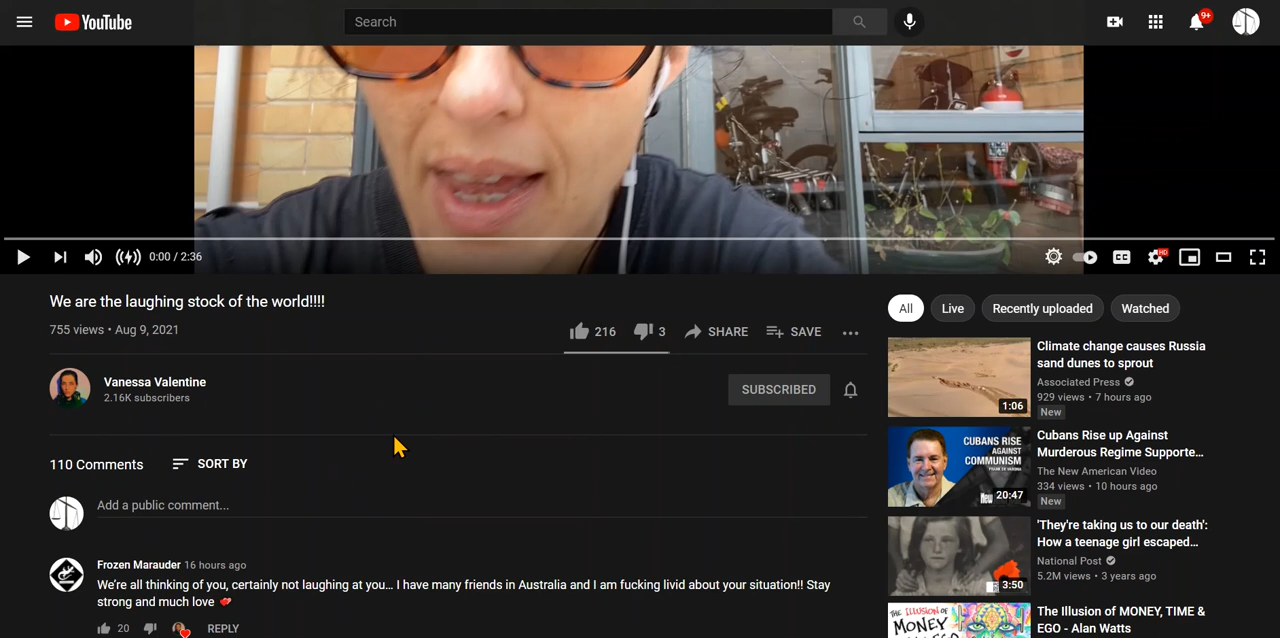 YouTube
Search
9+
0:00 / 2:36
CC
HD
We are the laughing stock of the world!!!!
755 views • Aug 9, 2021
216
3
SHARE
SAVE
Vanessa Valentine
2.16K subscribers
SUBSCRIBED
110 Comments
SORT BY
Add a public comment...
Frozen Marauder 16 hours ago
We're all thinking of you, certainly not laughing at you... I have many friends in Australia and I am fucking livid about your situation!! Stay
strong and much love
20
REPLY
All
Live
Recently uploaded
Watched
1:06
Climate change causes Russia
sand dunes to sprout
Associated Press
929 views • 7 hours ago
New
CUBANS RISE
AGAINST
COMMUNISM
20:47
Cubans Rise up Against
Murderous Regime Supporte...
The New American Video
334 views • 10 hours ago
New
3:50
'They're taking us to our death':
How a teenage girl escaped...
National Post
5.2M views • 3 years ago
THE ILLUSION OF
MONEY
The Illusion of MONEY, TIME &
EGO - Alan Watts